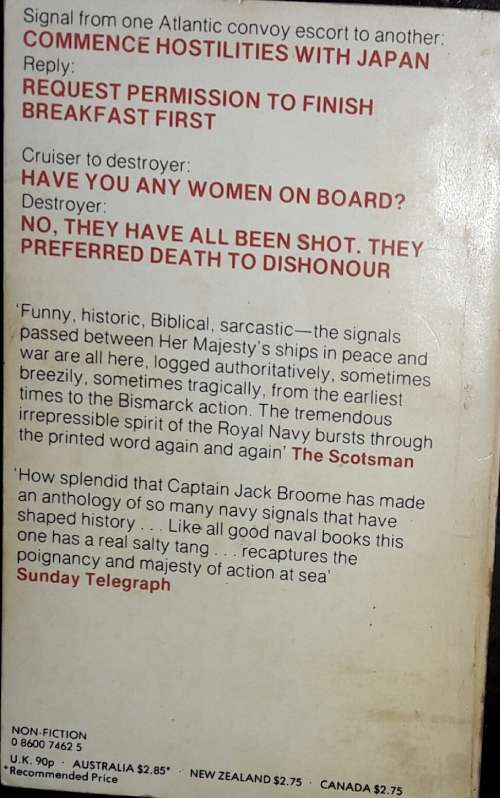 Signal from one Atlantic convoy escort to another:
COMMENCE HOSTILITIES WITH JAPAN
Reply:
REQUEST PERMISSION TO FINISH
BREAKFAST FIRST
Cruiser to destroyer:
HAVE YOU ANY WOMEN ON BOARD?
Destroyer:
NO, THEY HAVE ALL BEEN SHOT. THEY
PREFERRED DEATH TO DISHONOUR
'Funny, historic, Biblical, sarcastic—the signals
passed between Her Majesty's ships in peace and
war are all here, logged authoritatively, sometimes
breezily, sometimes tragically, from the earliest
times to the Bismarck action. The tremendous
irrepressible spirit of the Royal Navy bursts through
the printed word again and again' The Scotsman
'How splendid that Captain Jack Broome has made
an anthology of so many navy signals that have
shaped history . . . Like all good naval books this
one has a real salty tang . . . recaptures the
poignancy and majesty of action at sea'
Sunday Telegraph
NON-FICTION
0 8600 7462 5
U.K. 90p · AUSTRALIA $2.85* · NEW ZEALAND $2.75 · CANADA $2.75
*Recommended Price